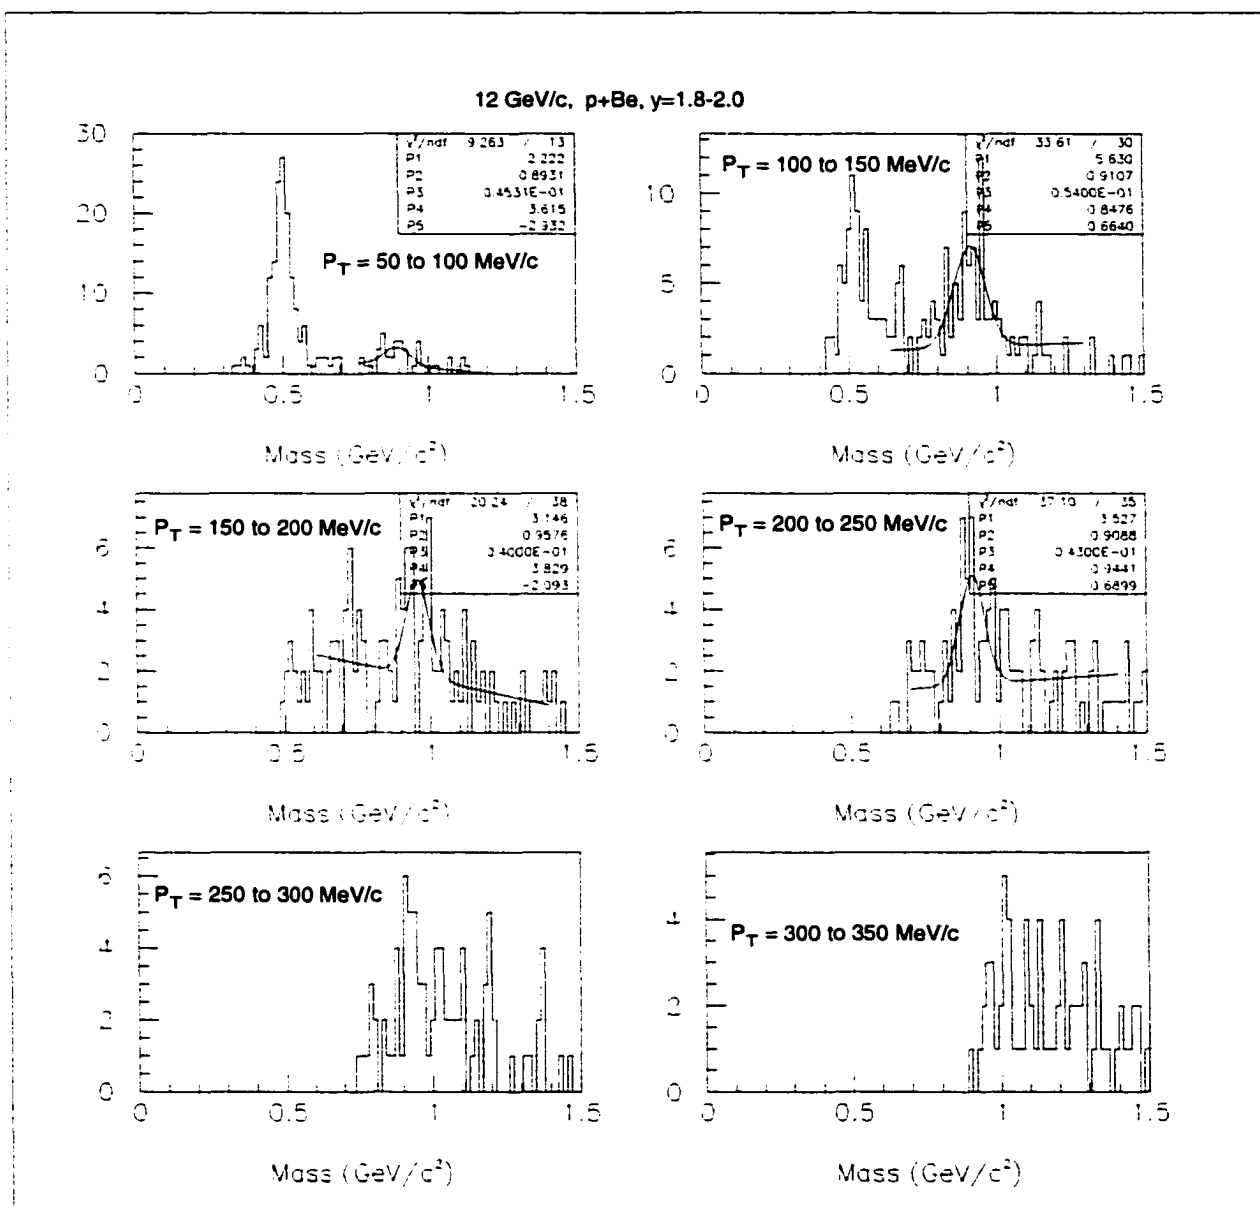 12 GeV/c, p+Be, y=1.8-2.0
30
20
10
0
0
0.5
1
1.5
χ²/ndf 9.263 / 13
P1 2.222
P2 0.8931
P3 0.4531E-01
P4 3.615
P5 -2.932
P_T = 50 to 100 MeV/c
Mass (GeV/c²)
10
5
0
0
0.5
1
1.5
χ²/ndf 33.61 / 30
P1 5.630
P2 0.9107
P3 0.5400E-01
P4 0.8476
P5 0.6640
P_T = 100 to 150 MeV/c
Mass (GeV/c²)
6
4
2
0
0
0.5
1
1.5
χ²/ndf 20.24 / 38
P1 3.146
P2 0.9576
P3 0.4000E-01
P4 3.829
-2.093
P_T = 150 to 200 MeV/c
Mass (GeV/c²)
6
4
2
0
0
0.5
1
1.5
χ²/ndf / 35
P1 3.527
P2 0.9088
P3 0.4300E-01
P4 0.9441
P5 0.6899
P_T = 200 to 250 MeV/c
Mass (GeV/c²)
6
4
2
0
0
0.5
1
1.5
P_T = 250 to 300 MeV/c
Mass (GeV/c²)
4
2
0
0
0.5
1
1.5
P_T = 300 to 350 MeV/c
Mass (GeV/c²)